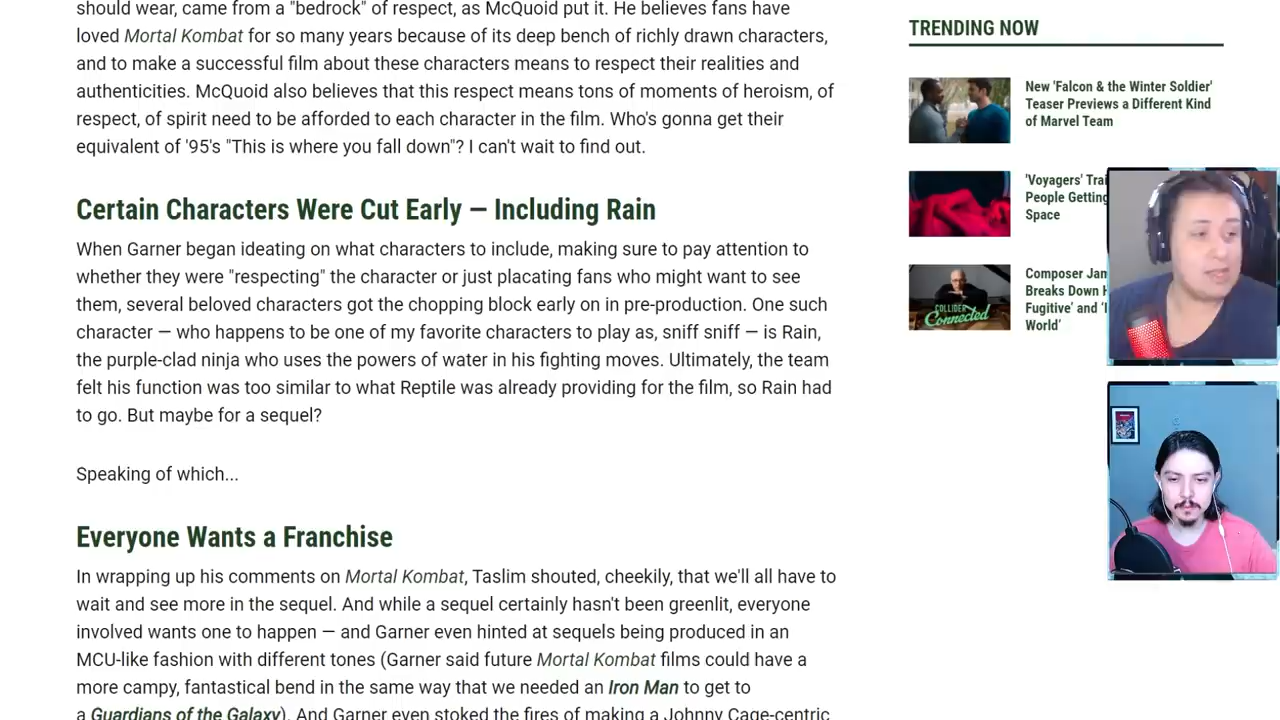 should wear, came from a "bedrock" of respect, as McQuoid put it. He believes fans have
loved Mortal Kombat for so many years because of its deep bench of richly drawn characters,
and to make a successful film about these characters means to respect their realities and
authenticities. McQuoid also believes that this respect means tons of moments of heroism, of
respect, of spirit need to be afforded to each character in the film. Who's gonna get their
equivalent of '95's "This is where you fall down"? I can't wait to find out.
Certain Characters Were Cut Early — Including Rain
When Garner began ideating on what characters to include, making sure to pay attention to
whether they were "respecting" the character or just placating fans who might want to see
them, several beloved characters got the chopping block early on in pre-production. One such
character — who happens to be one of my favorite characters to play as, sniff sniff — is Rain,
the purple-clad ninja who uses the powers of water in his fighting moves. Ultimately, the team
felt his function was too similar to what Reptile was already providing for the film, so Rain had
to go. But maybe for a sequel?
Speaking of which...
Everyone Wants a Franchise
In wrapping up his comments on Mortal Kombat, Taslim shouted, cheekily, that we'll all have to
wait and see more in the sequel. And while a sequel certainly hasn't been greenlit, everyone
involved wants one to happen — and Garner even hinted at sequels being produced in an
MCU-like fashion with different tones (Garner said future Mortal Kombat films could have a
more campy, fantastical bend in the same way that we needed an Iron Man to get to
a Guardians of the Galaxy). And Garner even stoked the fires of making a Johnny Cage-centric
TRENDING NOW
New 'Falcon & the Winter Soldier'
Teaser Previews a Different Kind
of Marvel Team
'Voyagers' Trai
People Getting
Space
COLLIDER
Connected
Composer Jam
Breaks Down
Fugitive' and
World'